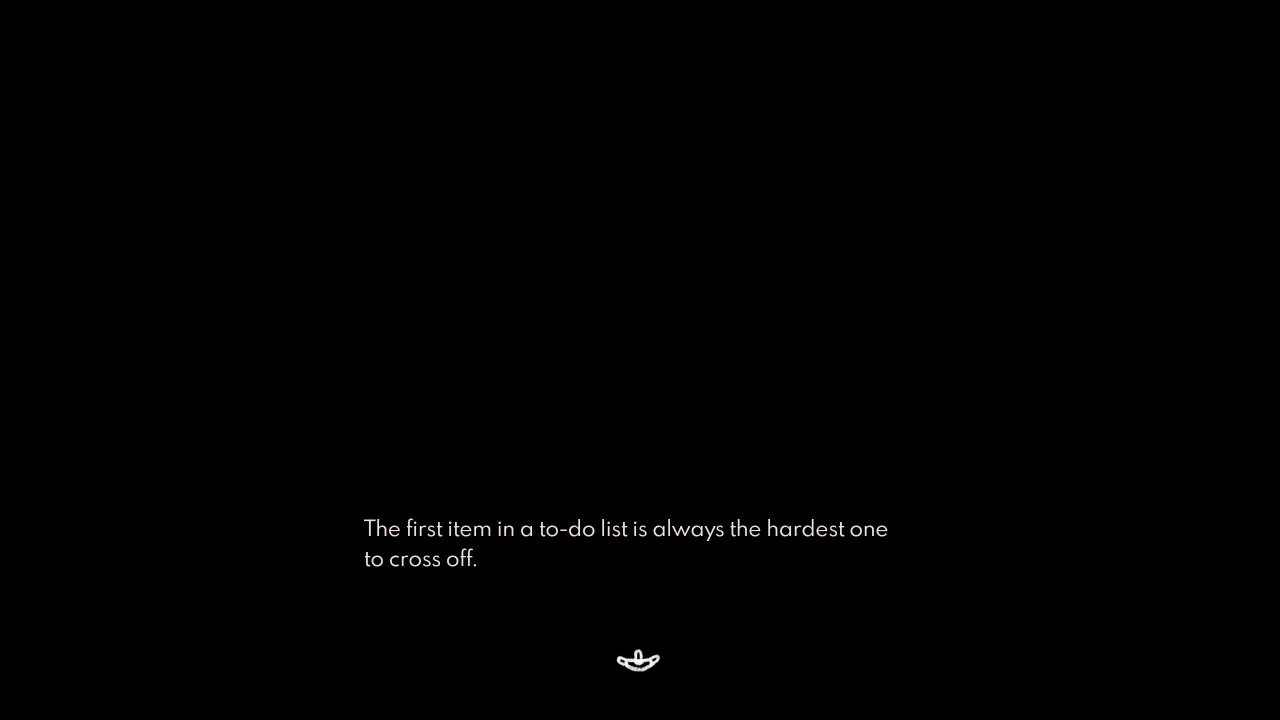 The first item in a to-do list is always the hardest one
to cross off.